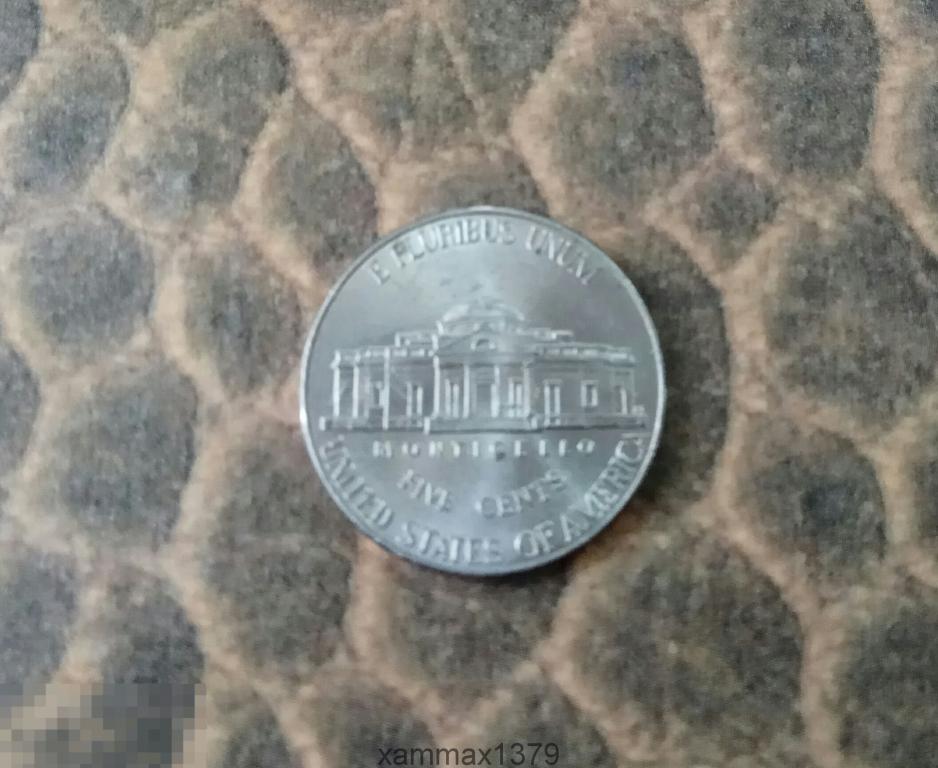 E PLURIBUS UNUM
MONTICELLO
FIVE CENTS
UNITED STATES OF AMERICA
xammax1379